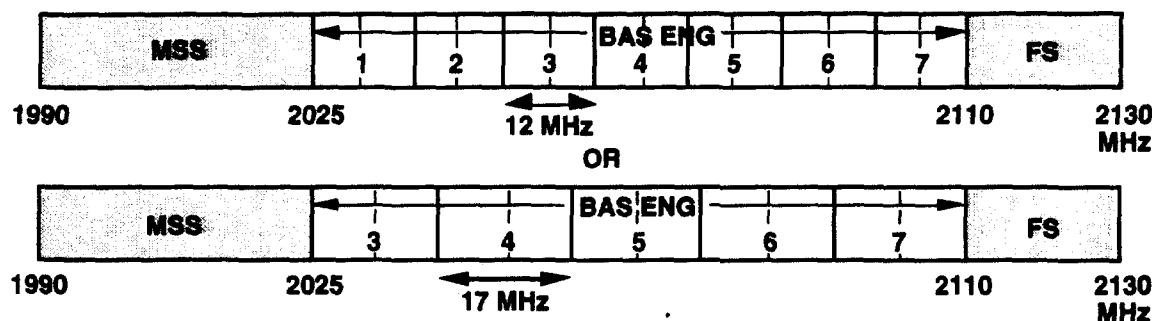 MSS BAS ENG FS
1 2 3 4 5 6 7
1990 2025 12 MHz 2110 2130 MHz
OR
MSS BAS ENG FS
3 4 5 6 7
1990 2025 17 MHz 2110 2130 MHz